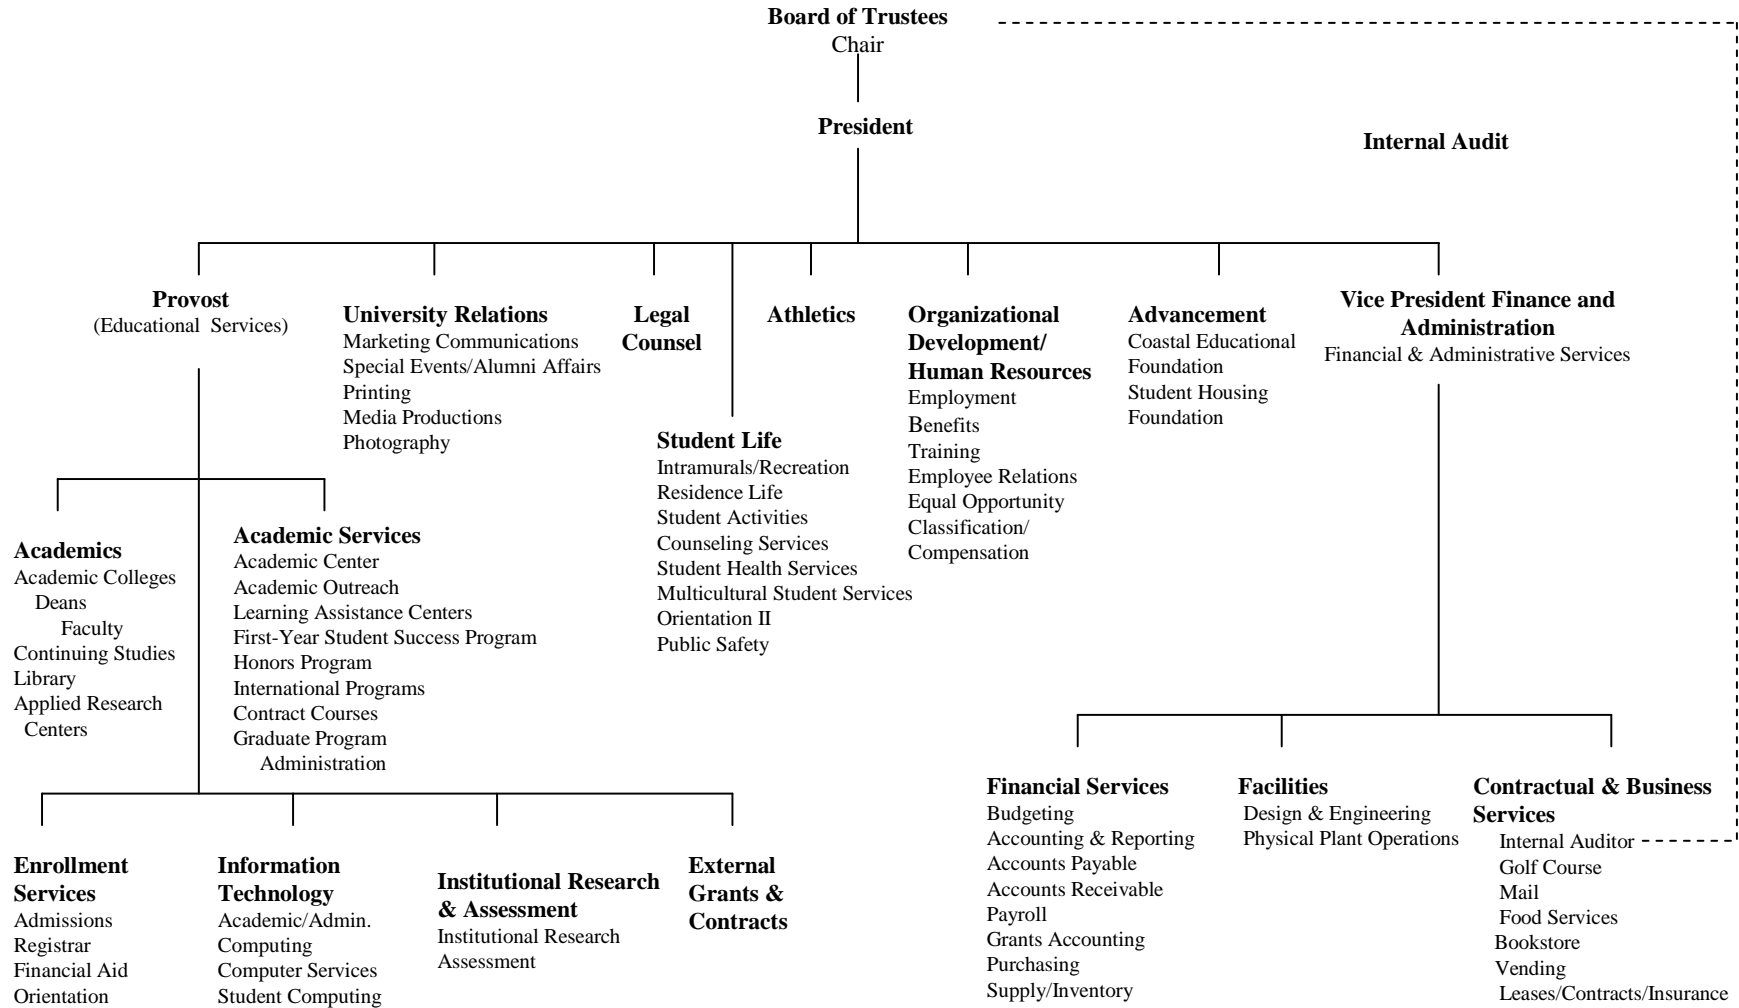 Board of Trustees
Chair
President
Internal Audit
Provost
(Educational Services)
University Relations
Marketing Communications
Special Events/Alumni Affairs
Printing
Media Productions
Photography
Legal
Counsel
Athletics
Organizational
Development/
Human Resources
Employment
Benefits
Training
Employee Relations
Equal Opportunity
Classification/
Compensation
Advancement
Coastal Educational
Foundation
Student Housing
Foundation
Vice President Finance and
Administration
Financial & Administrative Services
Student Life
Intramurals/Recreation
Residence Life
Student Activities
Counseling Services
Student Health Services
Multicultural Student Services
Orientation II
Public Safety
Academics
Academic Colleges
Deans
Faculty
Continuing Studies
Library
Applied Research
Centers
Academic Services
Academic Center
Academic Outreach
Learning Assistance Centers
First-Year Student Success Program
Honors Program
International Programs
Contract Courses
Graduate Program
Administration
Enrollment
Services
Admissions
Registrar
Financial Aid
Orientation
Information
Technology
Academic/Admin.
Computing
Computer Services
Student Computing
Institutional Research
& Assessment
Institutional Research
Assessment
External
Grants &
Contracts
Financial Services
Budgeting
Accounting & Reporting
Accounts Payable
Accounts Receivable
Payroll
Grants Accounting
Purchasing
Supply/Inventory
Facilities
Design & Engineering
Physical Plant Operations
Contractual & Business
Services
Internal Auditor
Golf Course
Mail
Food Services
Bookstore
Vending
Leases/Contracts/Insurance